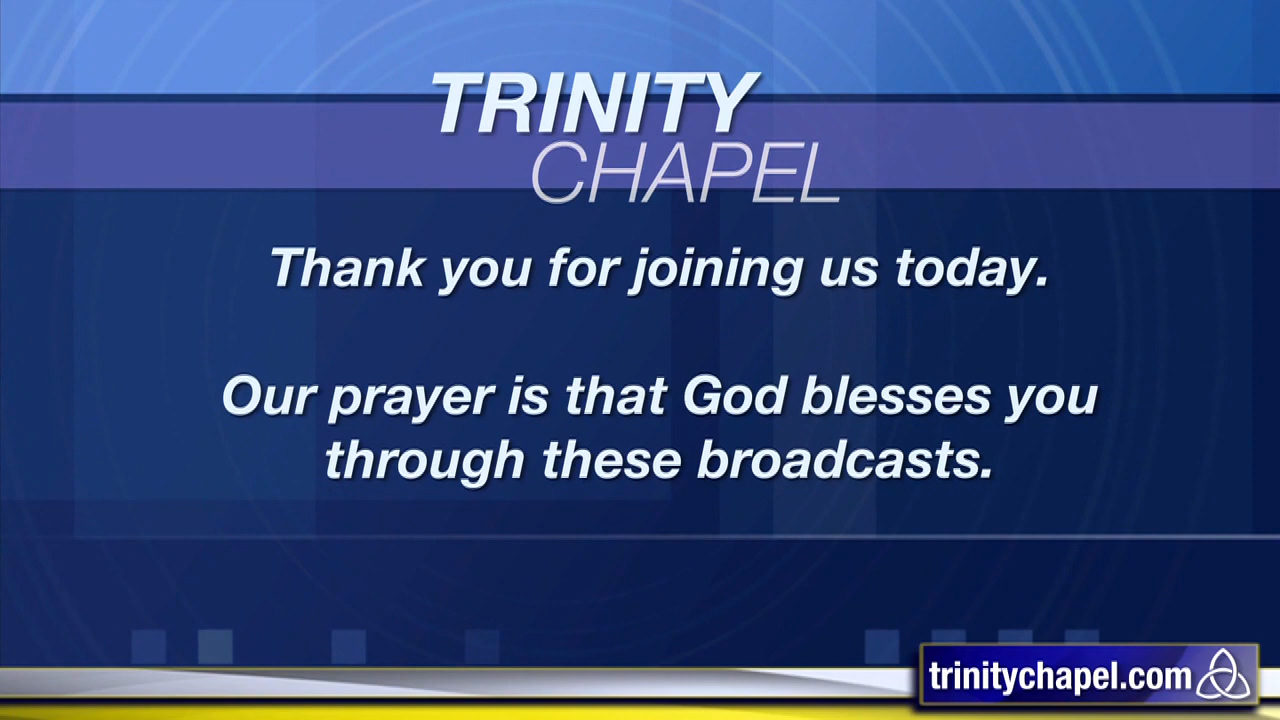 TRINITY
CHAPEL
Thank you for joining us today.
Our prayer is that God blesses you
through these broadcasts.
trinitychapel.com